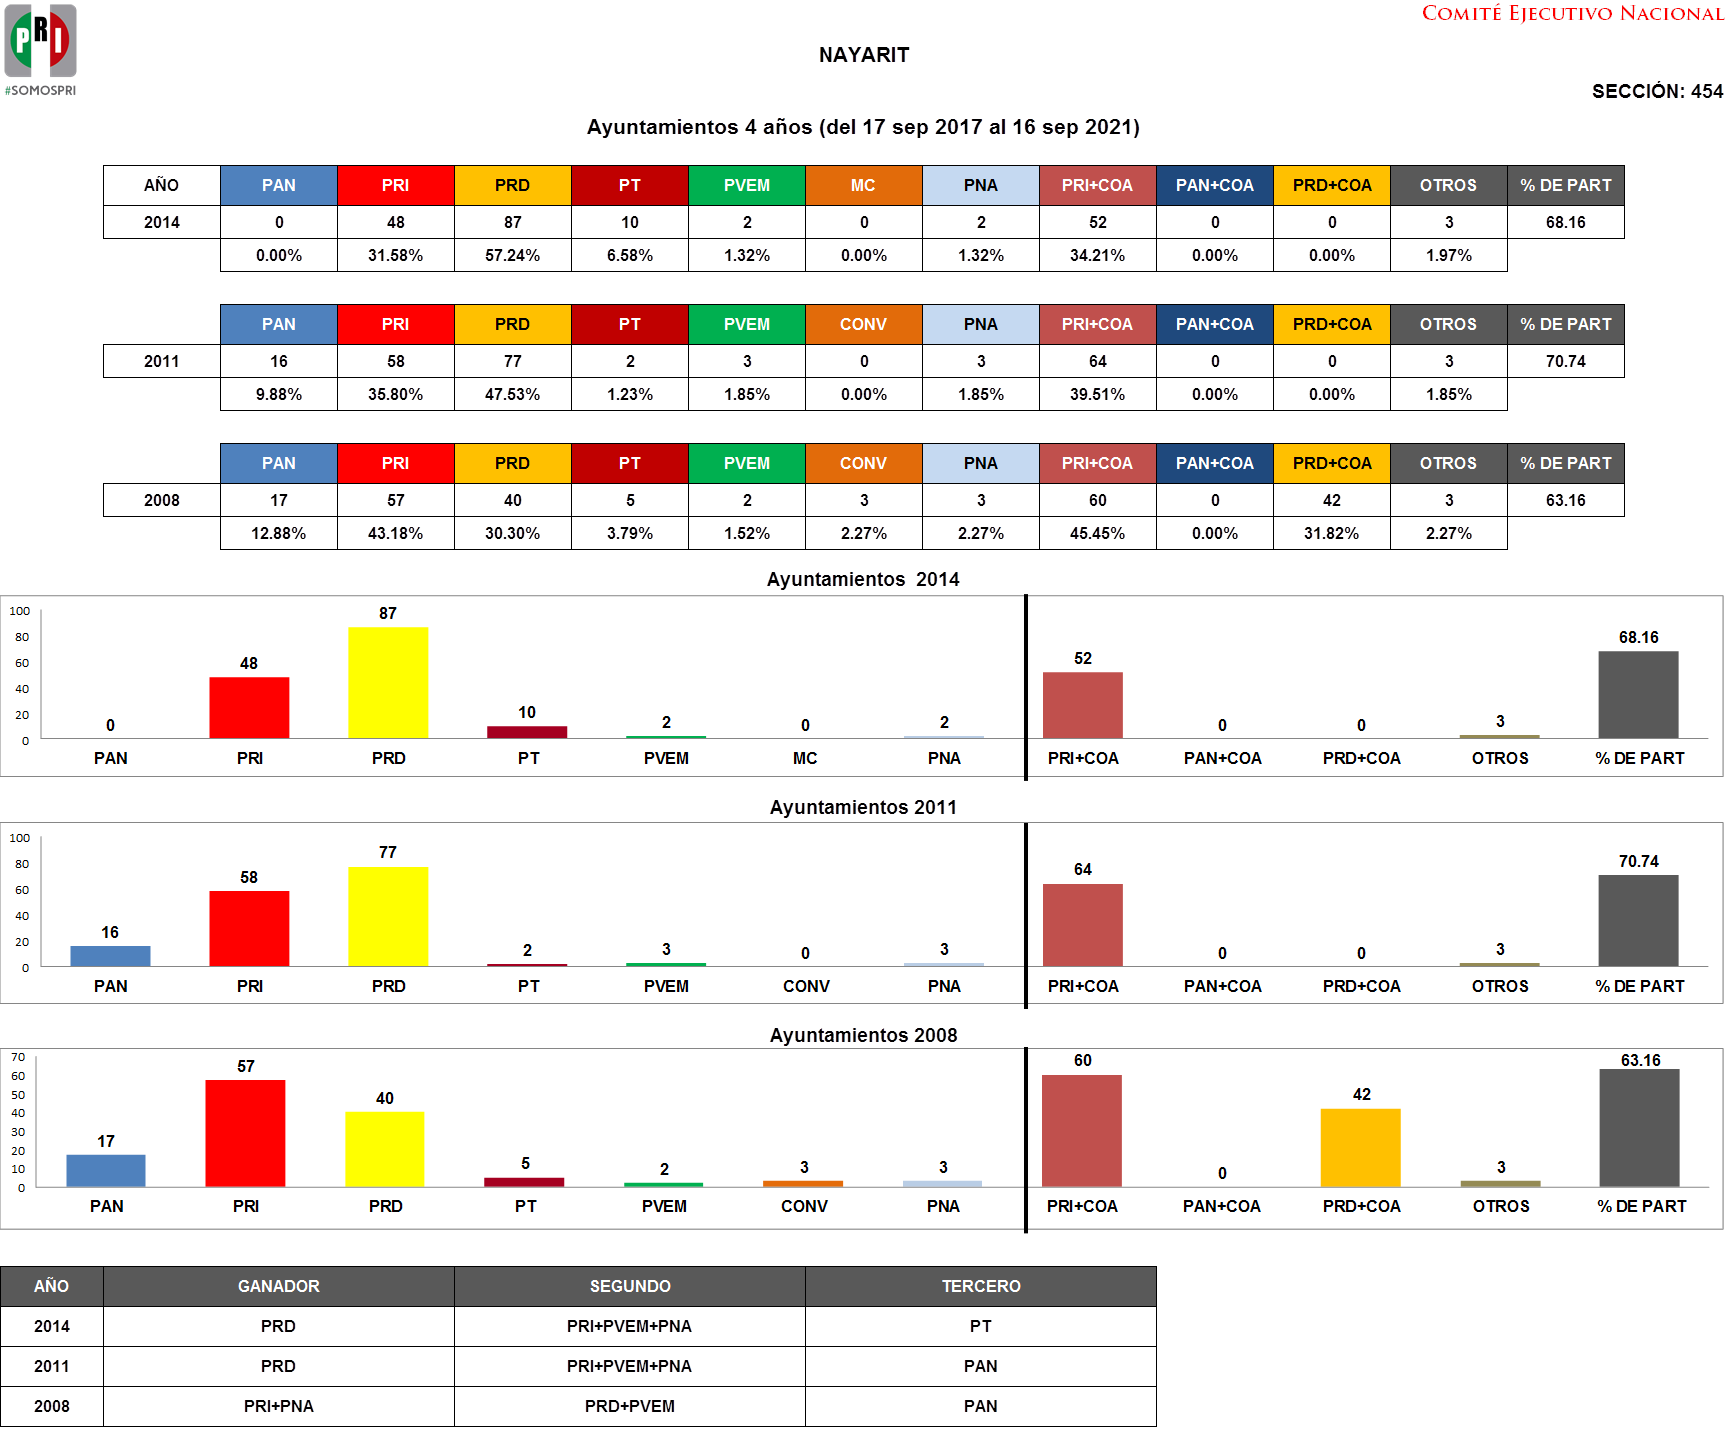 PRI
#SOMOSPRI
COMITÉ EJECUTIVO NACIONAL
NAYARIT
SECCIÓN: 454
Ayuntamientos 4 años (del 17 sep 2017 al 16 sep 2021)
AÑO PAN PRI PRD PT PVEM MC PNA PRI+COA PAN+COA PRD+COA OTROS % DE PART
2014 0 48 87 10 2 0 2 52 0 0 3 68.16
0.00% 31.58% 57.24% 6.58% 1.32% 0.00% 1.32% 34.21% 0.00% 0.00% 1.97%
PAN PRI PRD PT PVEM CONV PNA PRI+COA PAN+COA PRD+COA OTROS % DE PART
2011 16 58 77 2 3 0 3 64 0 0 3 70.74
9.88% 35.80% 47.53% 1.23% 1.85% 0.00% 1.85% 39.51% 0.00% 0.00% 1.85%
PAN PRI PRD PT PVEM CONV PNA PRI+COA PAN+COA PRD+COA OTROS % DE PART
2008 17 57 40 5 2 3 3 60 0 42 3 63.16
12.88% 43.18% 30.30% 3.79% 1.52% 2.27% 2.27% 45.45% 0.00% 31.82% 2.27%
Ayuntamientos 2014
100
80
60
40
20
0
0 48 87 10 2 0 2 52 0 0 3 68.16
PAN PRI PRD PT PVEM MC PNA PRI+COA PAN+COA PRD+COA OTROS % DE PART
Ayuntamientos 2011
100
80
60
40
20
0
16 58 77 2 3 0 3 64 0 0 3 70.74
PAN PRI PRD PT PVEM CONV PNA PRI+COA PAN+COA PRD+COA OTROS % DE PART
Ayuntamientos 2008
70
60
50
40
30
20
10
0
17 57 40 5 2 3 3 60 0 42 3 63.16
PAN PRI PRD PT PVEM CONV PNA PRI+COA PAN+COA PRD+COA OTROS % DE PART
AÑO GANADOR SEGUNDO TERCERO
2014 PRD PRI+PVEM+PNA PT
2011 PRD PRI+PVEM+PNA PAN
2008 PRI+PNA PRD+PVEM PAN